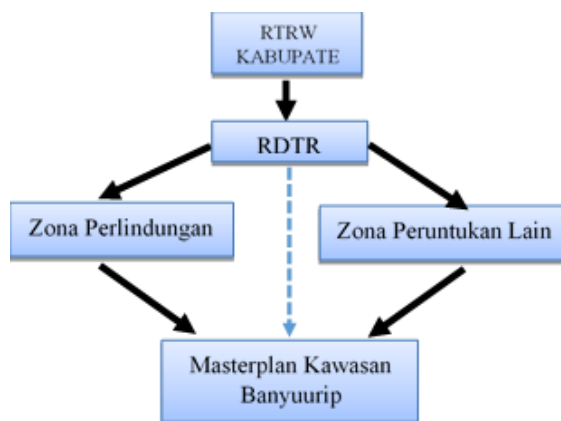 RTRW
KABUPATE
RDTR
Zona Perlindungan
Zona Peruntukan Lain
Masterplan Kawasan
Banyuurip